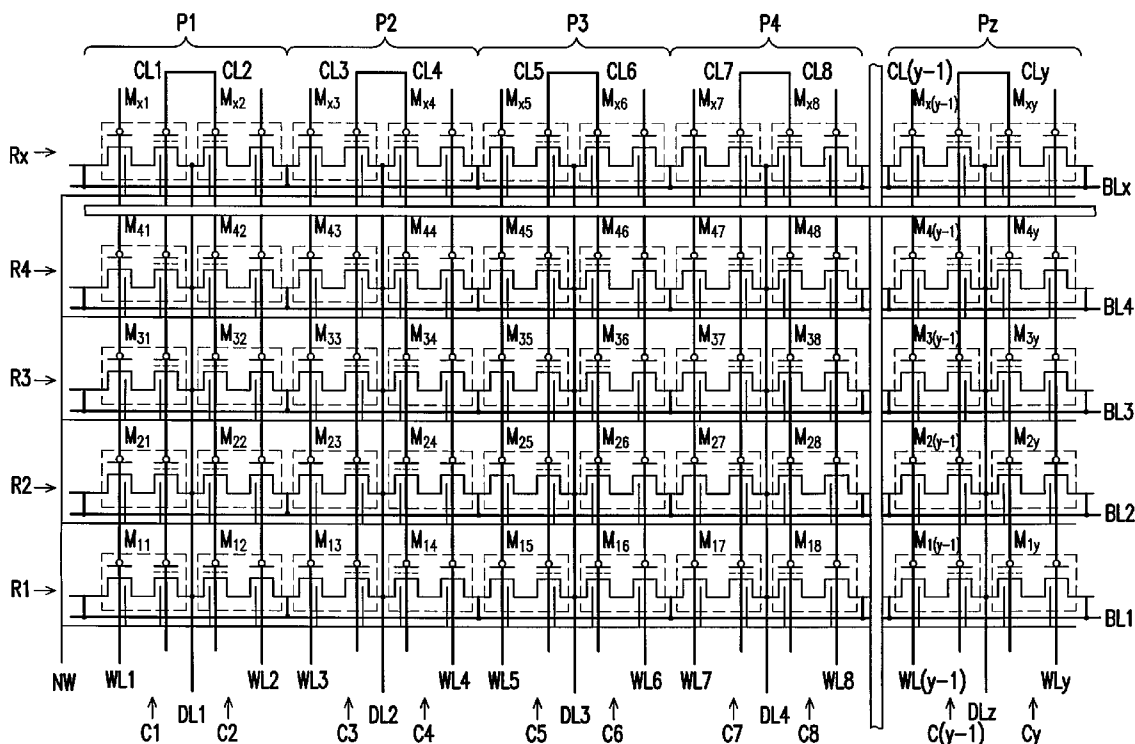 P1 P2 P3 P4 Pz
CL1 CL2 CL3 CL4 CL5 CL6 CL7 CL8 CL(y-1) CLy
Mx1 Mx2 Mx3 Mx4 Mx5 Mx6 Mx7 Mx8 Mx(y-1) Mxy
Rx →
BLx
M41 M42 M43 M44 M45 M46 M47 M48 M4(y-1) M4y
R4 →
BL4
M31 M32 M33 M34 M35 M36 M37 M38 M3(y-1) M3y
R3 →
BL3
M21 M22 M23 M24 M25 M26 M27 M28 M2(y-1) M2y
R2 →
BL2
M11 M12 M13 M14 M15 M16 M17 M18 M1(y-1) M1y
R1 →
BL1
NW WL1 WL2 WL3 WL4 WL5 WL6 WL7 WL8 WL(y-1) WLy
DL1 DL2 DL3 DL4 DLz
C1 C2 C3 C4 C5 C6 C7 C8 C(y-1) Cy